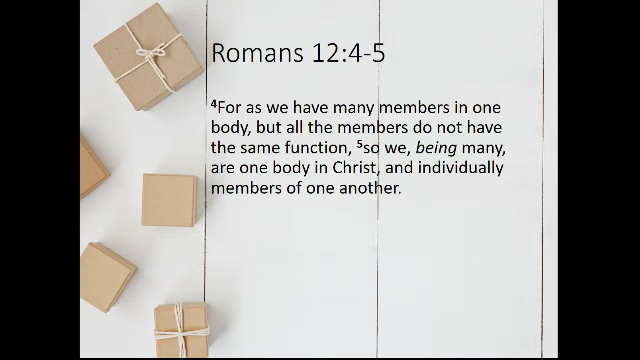 Romans 12:4-5
⁴For as we have many members in one
body, but all the members do not have
the same function, ⁵so we, being many,
are one body in Christ, and individually
members of one another.